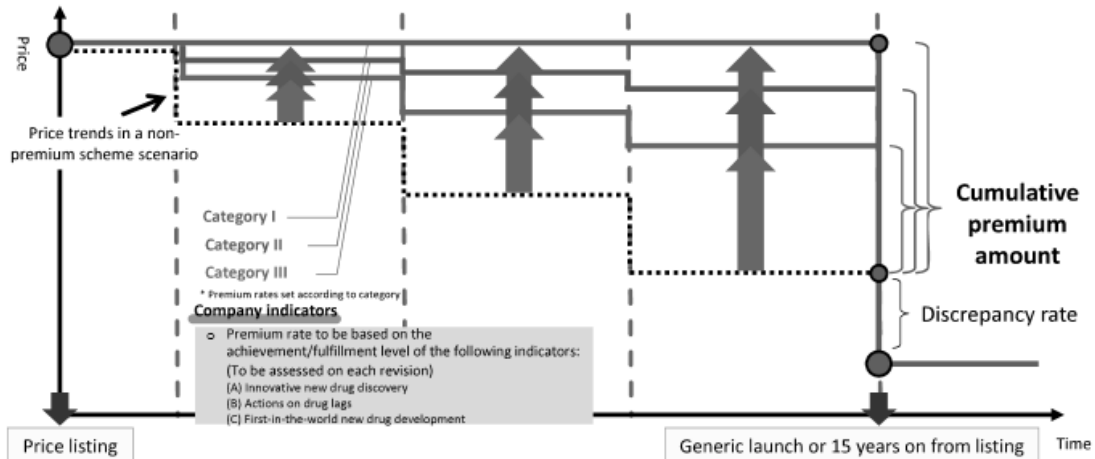 Price
Price trends in a non-
premium scheme scenario
Category I
Category II
Category III
* Premium rates set according to category
Company indicators
o Premium rate to be based on the
achievement/fulfillment level of the following indicators:
(To be assessed on each revision)
(A) Innovative new drug discovery
(B) Actions on drug lags
(C) First-in-the-world new drug development
Cumulative
premium
amount
Discrepancy rate
Price listing
Generic launch or 15 years on from listing
Time